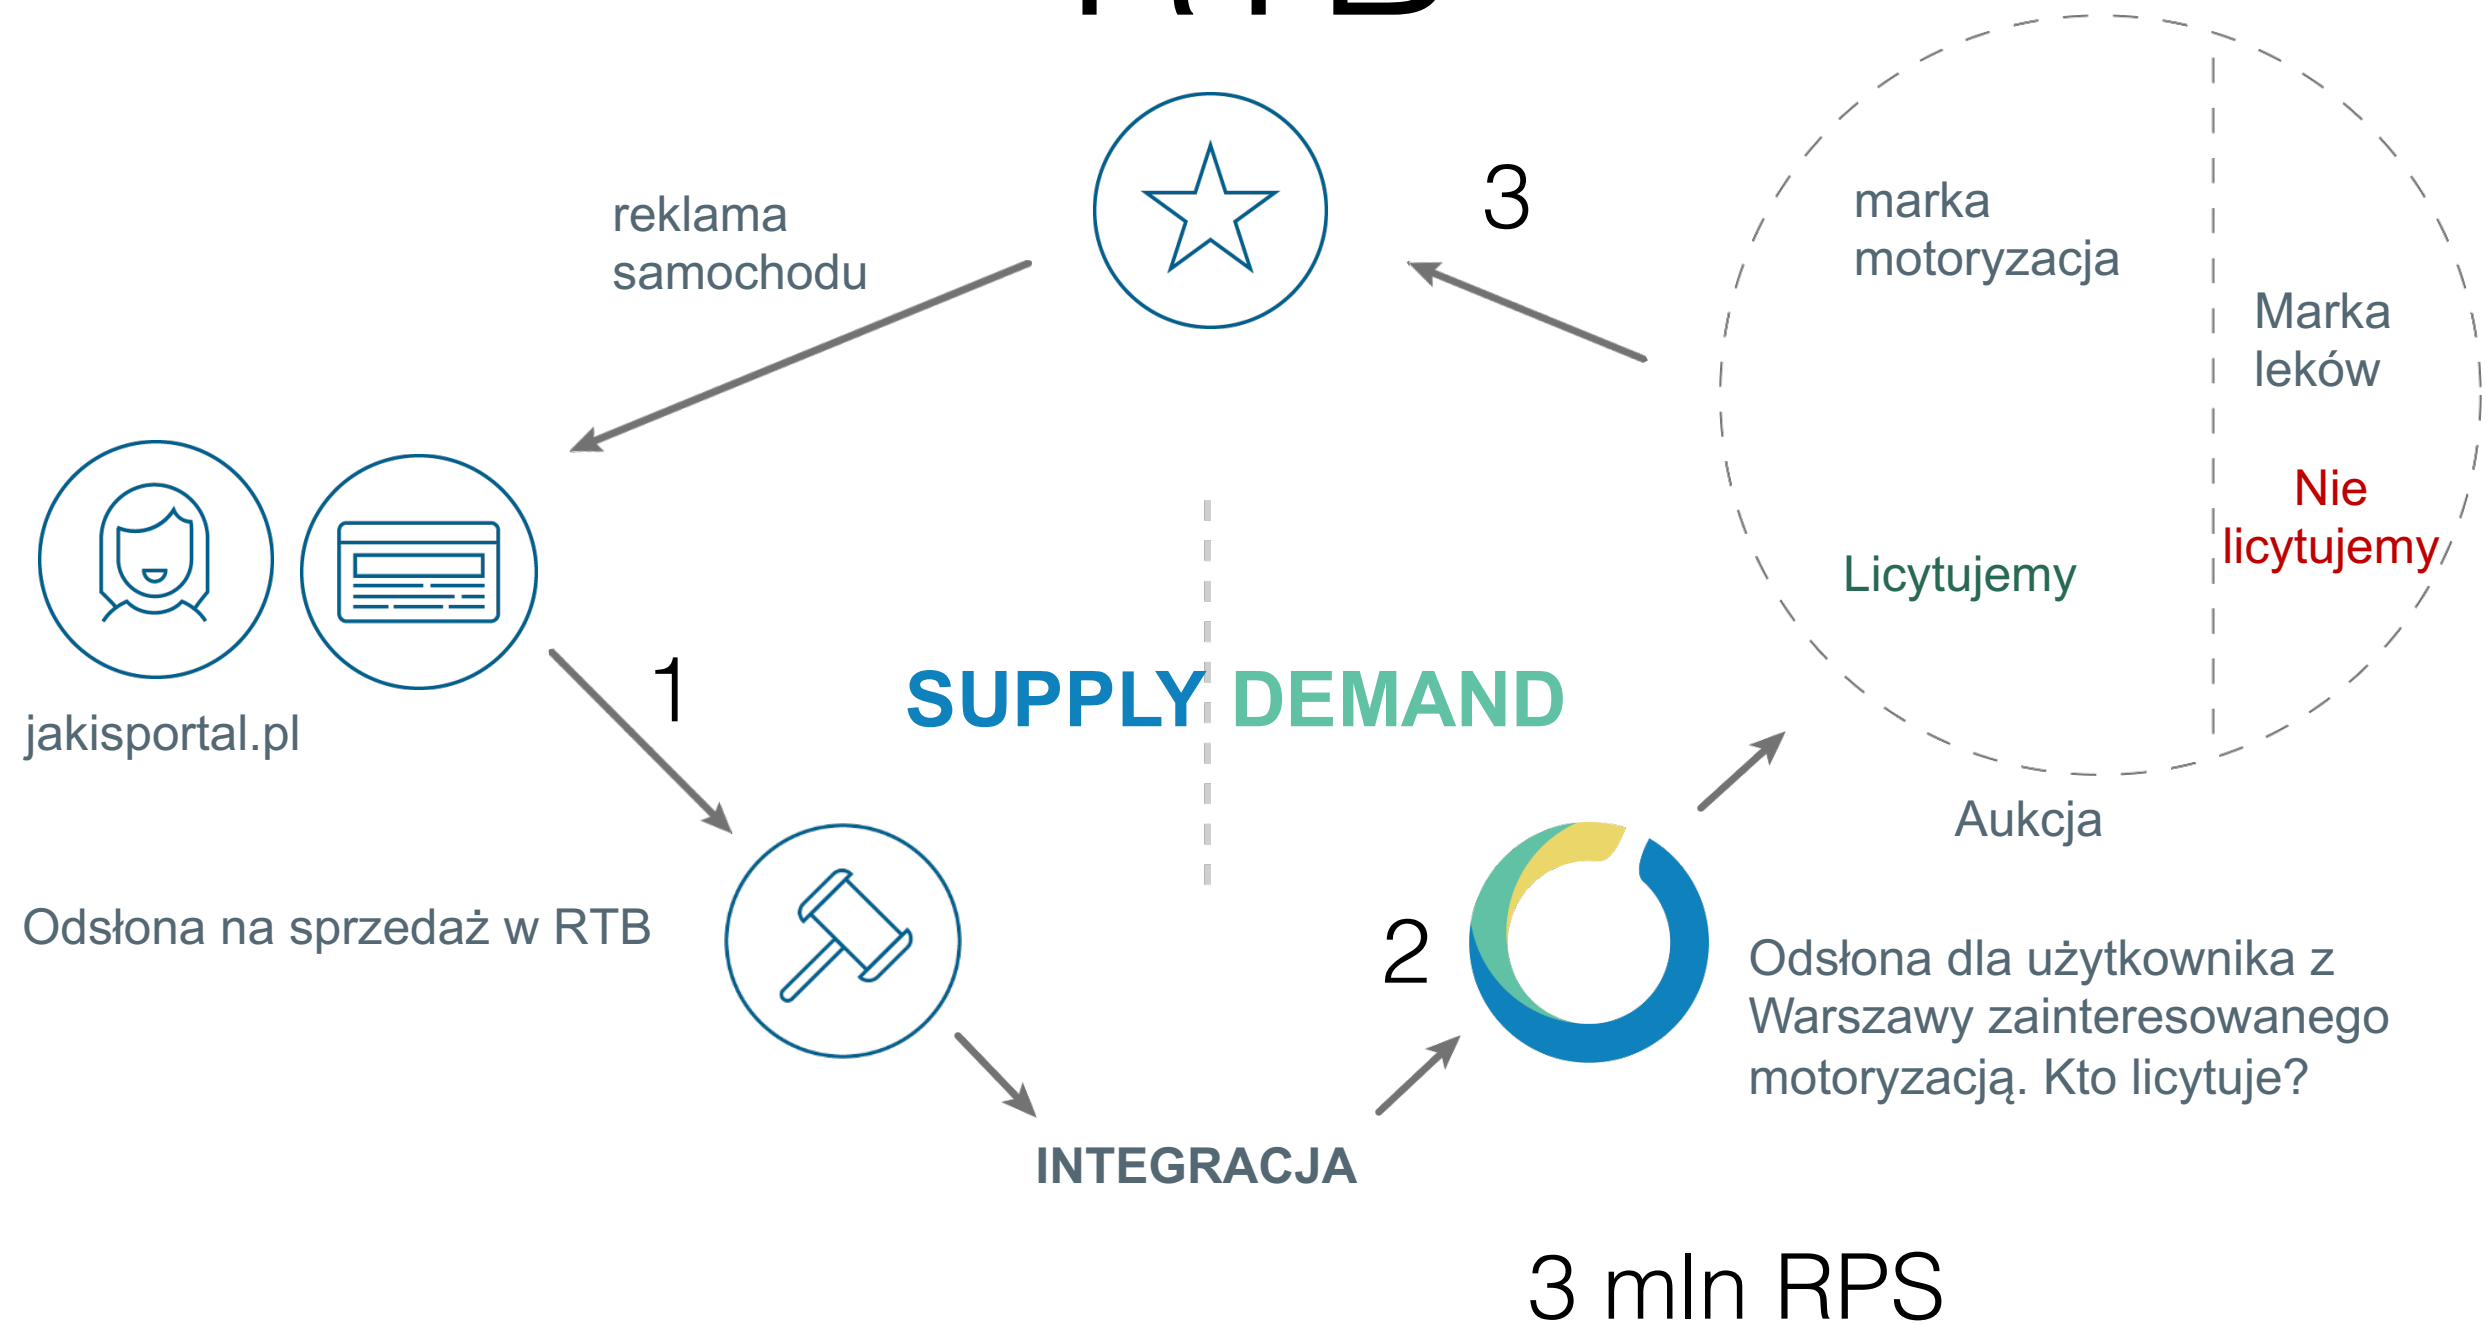 RTB
reklama
samochodu
3
marka
motoryzacja
Marka
leków
Nie
licytujemy
Licytujemy
1
SUPPLY DEMAND
jakisportal.pl
Aukcja
Odsłona na sprzedaż w RTB
2
Odsłona dla użytkownika z
Warszawy zainteresowanego
motoryzacją. Kto licytuje?
INTEGRACJA
3 mln RPS